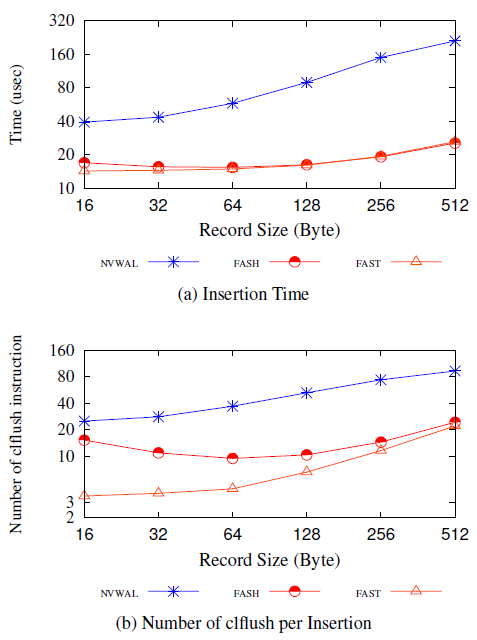 320
160
80
40
20
10
Time (usec)
16 32 64 128 256 512
Record Size (Byte)
NVWAL FASH FAST
(a) Insertion Time
160
80
40
20
10
3
2
Number of clflush instruction
16 32 64 128 256 512
Record Size (Byte)
NVWAL FASH FAST
(b) Number of clflush per Insertion